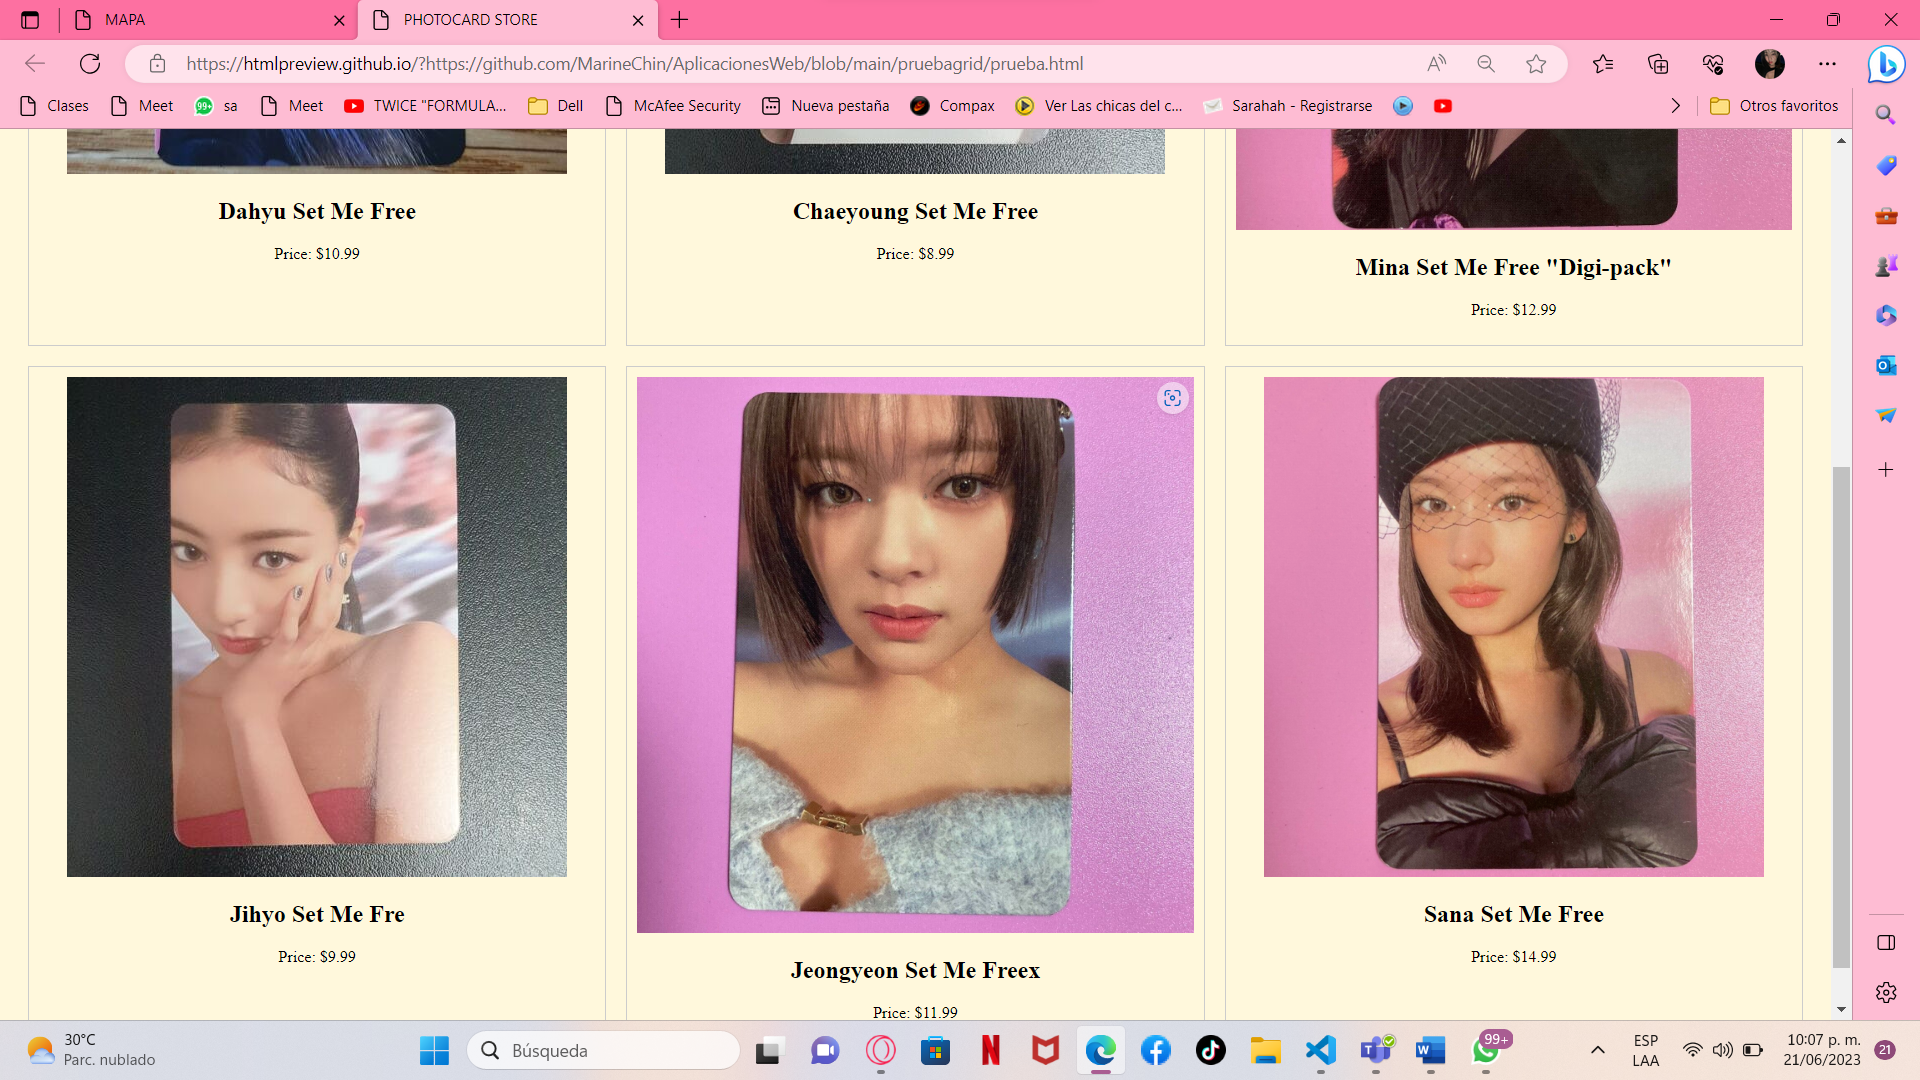 MAPA
PHOTOCARD STORE
https://htmlpreview.github.io/?https://github.com/MarineChin/AplicacionesWeb/blob/main/pruebagrid/prueba.html
Clases
Meet
99+
sa
Meet
TWICE "FORMULA...
Dell
McAfee Security
Nueva pestaña
Compax
Ver Las chicas del c...
Sarahah - Registrarse
Otros favoritos
Dahyu Set Me Free
Price: $10.99
Chaeyoung Set Me Free
Price: $8.99
Mina Set Me Free "Digi-pack"
Price: $12.99
Jihyo Set Me Fre
Price: $9.99
Jeongyeon Set Me Freex
Price: $11.99
Sana Set Me Free
Price: $14.99
30°C
Parc. nublado
Búsqueda
99+
ESP
LAA
10:07 p. m.
21/06/2023
21